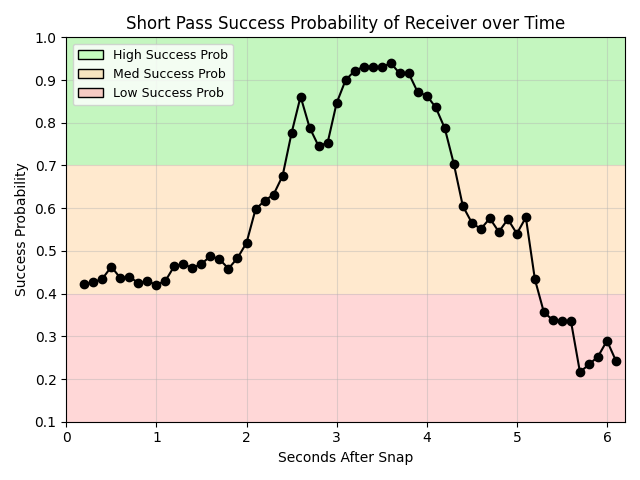 Short Pass Success Probability of Receiver over Time
High Success Prob
Med Success Prob
Low Success Prob
Success Probability
1.0
0.9
0.8
0.7
0.6
0.5
0.4
0.3
0.2
0.1
0 1 2 3 4 5 6
Seconds After Snap